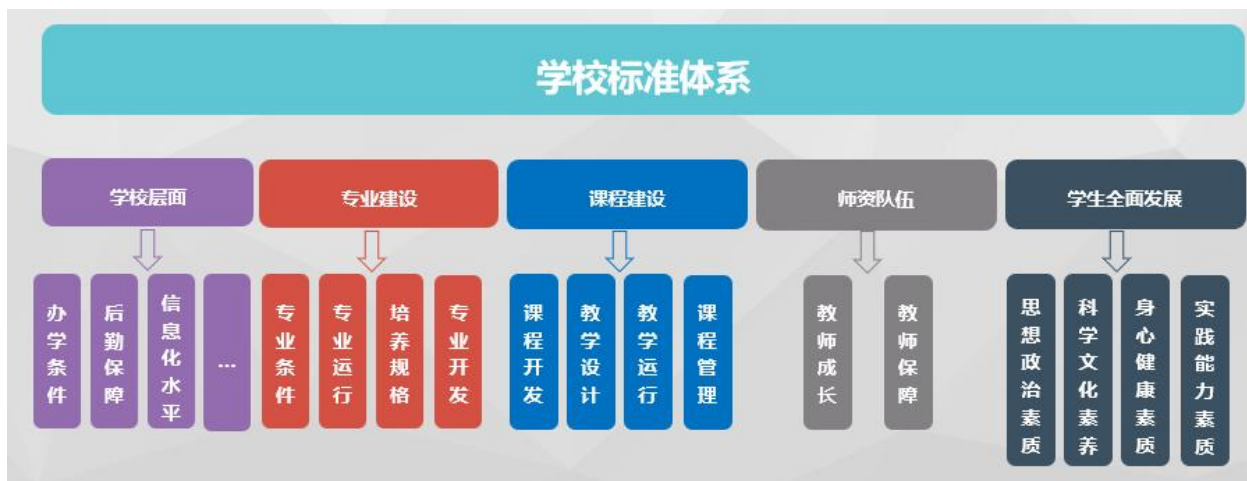 学校标准体系
学校层面
专业建设
课程建设
师资队伍
学生全面发展
办学条件
后勤保障
信息化水平
...
专业条件
专业运行
培养规格
专业开发
课程开发
教学设计
教学运行
课程管理
教师成长
教师保障
思想政治素质
科学文化素养
身心健康素质
实践能力素质